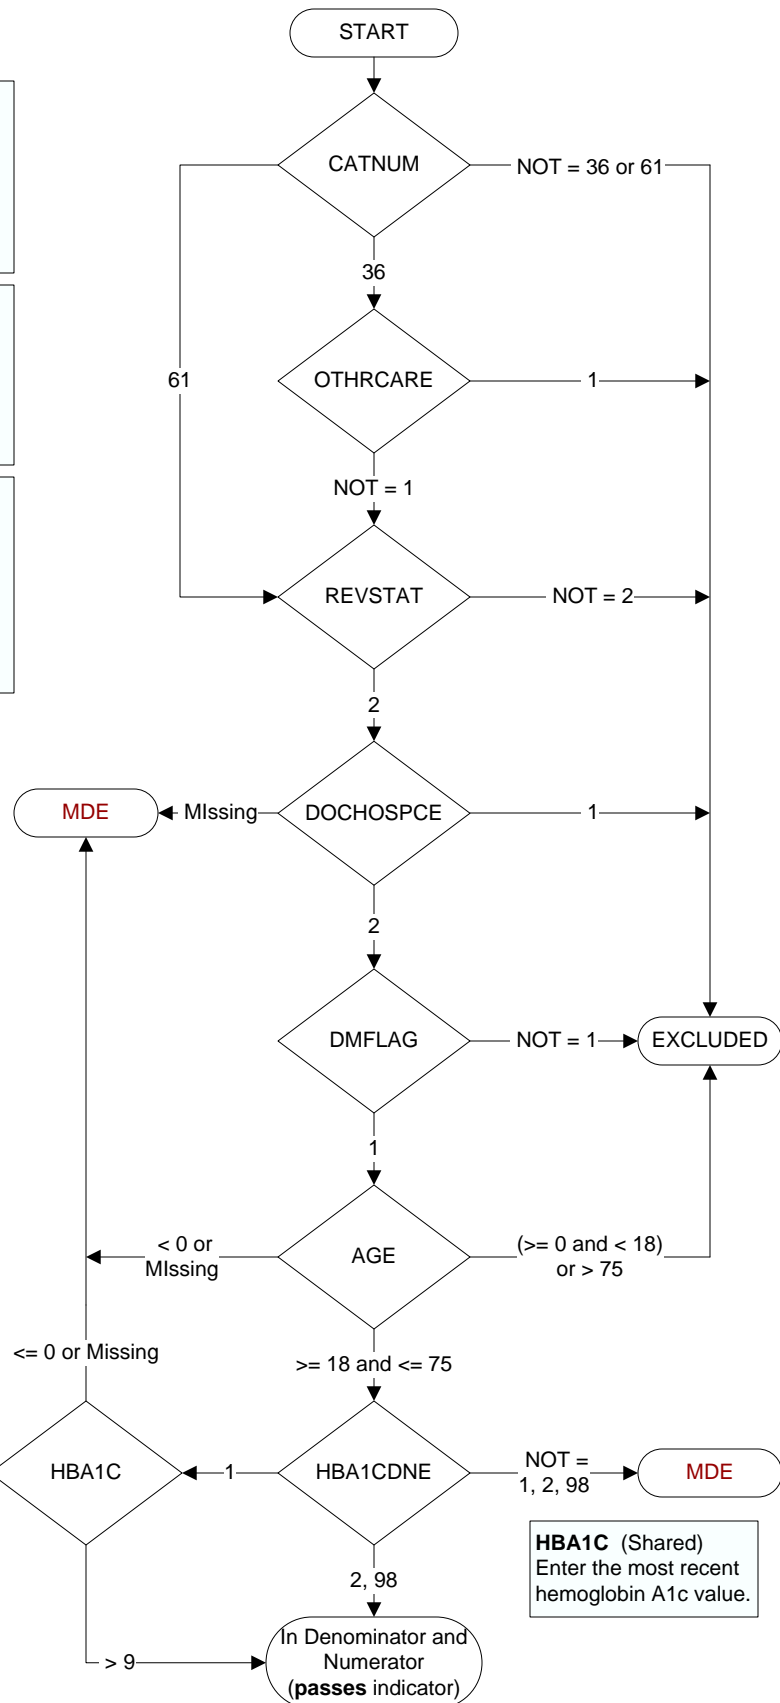 START
CATNUM
NOT = 36 or 61
36
61
OTHRCARE
1
NOT = 1
REVSTAT
NOT = 2
2
MDE
MIssing
DOCHOSPCE
1
2
DMFLAG
NOT = 1
EXCLUDED
1
< 0 or
MIssing
AGE
(>= 0 and < 18)
or > 75
<= 0 or Missing
>= 18 and <= 75
HBA1C
1
HBA1CDNE
NOT =
1, 2, 98
MDE
HBA1C (Shared)
Enter the most recent
hemoglobin A1c value.
2, 98
> 9
In Denominator and
Numerator
(passes indicator)